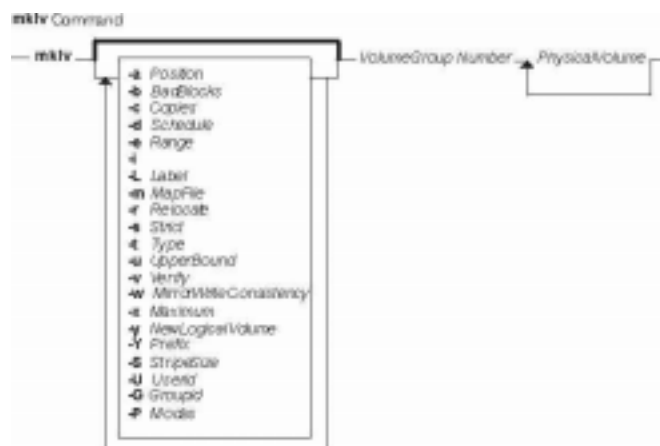 mklv Command
mklv VolumeGroup Number PhysicalVolume
-a Position
-b BadBlocks
-c Copies
-d Schedule
-e Range
-i
-L Label
-m MapFile
-r Relocate
-s Strict
-t Type
-u UpperBound
-v Verify
-w MirrorWriteConsistency
-x Maximum
-y NewLogicalVolume
-Y Prefix
-S StripeSize
-U Userid
-G Groupid
-P Modes